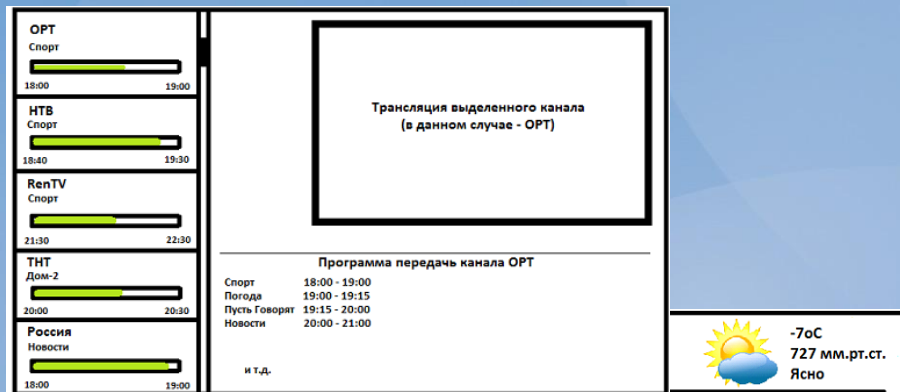 ОРТ
Спорт
18:00 19:00
НТВ
Спорт
18:40 19:30
RenTV
Спорт
21:30 22:30
ТНТ
Дом-2
20:00 20:30
Россия
Новости
18:00 19:00
Трансляция выделенного канала
(в данном случае - ОРТ)
Программа передачь канала ОРТ
Спорт 18:00 - 19:00
Погода 19:00 - 19:15
Пусть Говорят 19:15 - 20:00
Новости 20:00 - 21:00
и т.д.
-7оС
727 мм.рт.ст.
Ясно